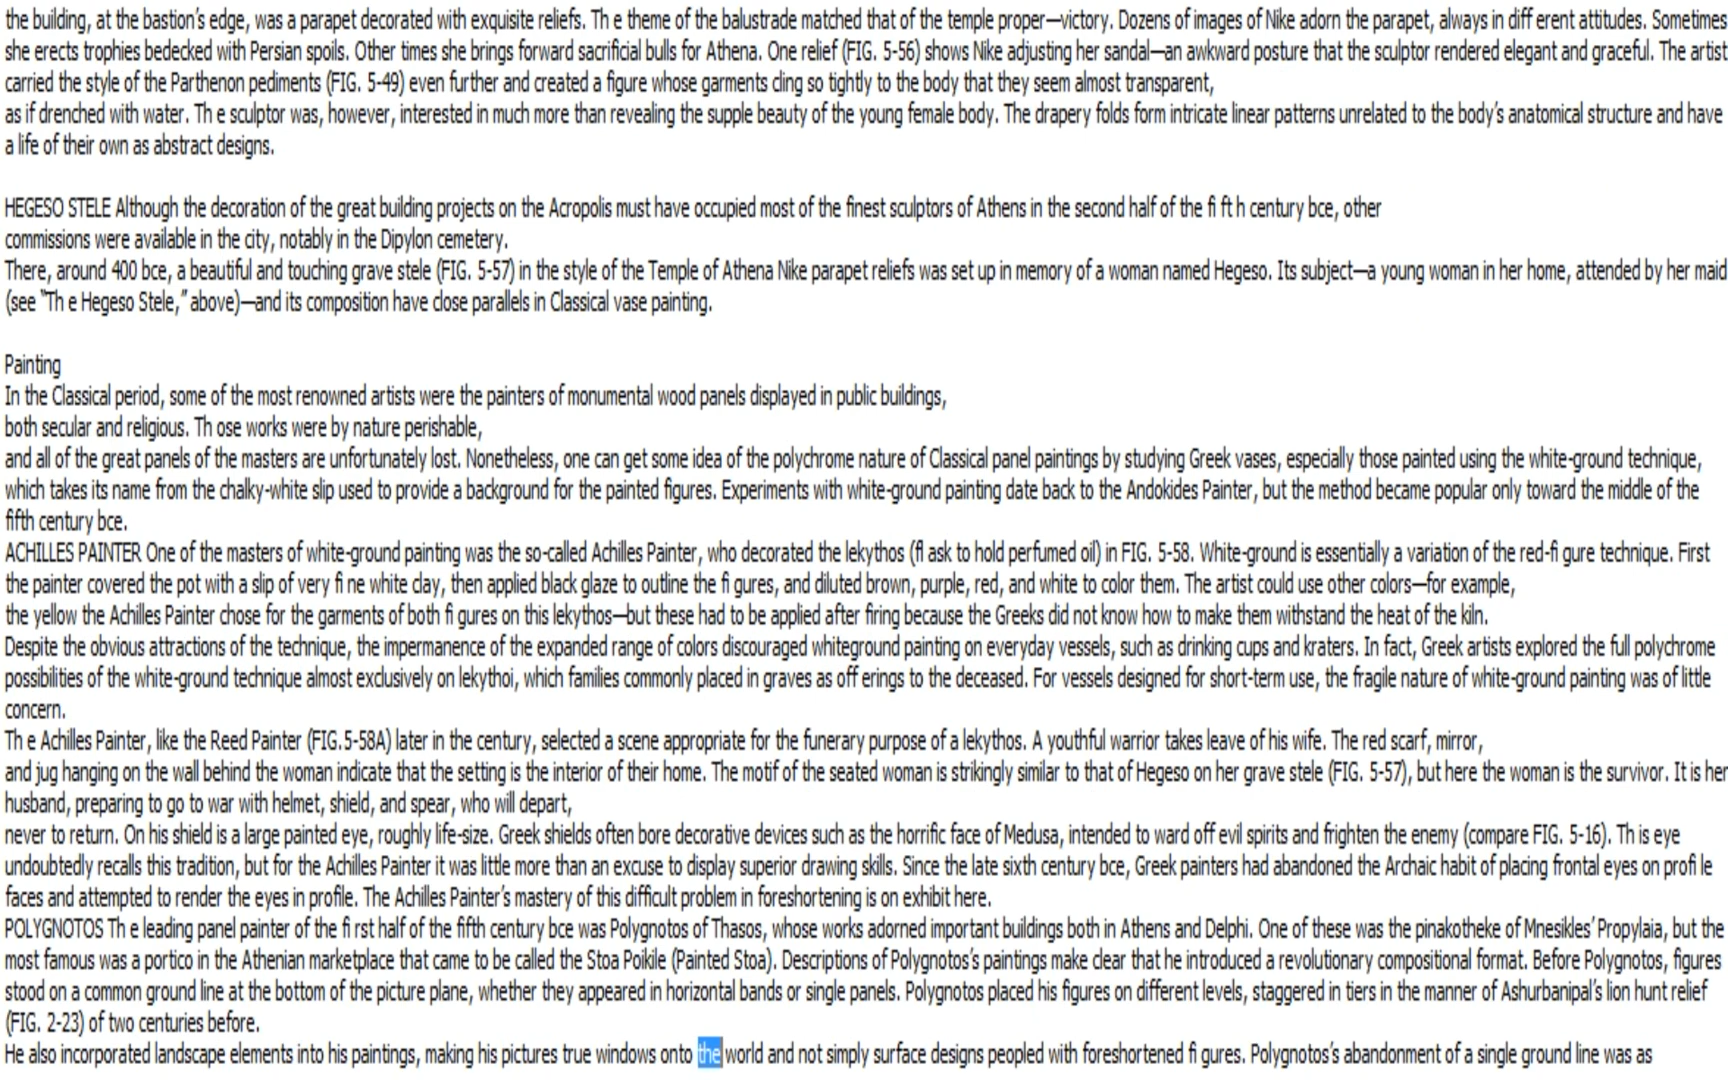 the building, at the bastion's edge, was a parapet decorated with exquisite reliefs. Th e theme of the balustrade matched that of the temple proper—victory. Dozens of images of Nike adorn the parapet, always in diff erent attitudes. Sometimes
she erects trophies bedecked with Persian spoils. Other times she brings forward sacrificial bulls for Athena. One relief (FIG. 5-56) shows Nike adjusting her sandal—an awkward posture that the sculptor rendered elegant and graceful. The artist
carried the style of the Parthenon pediments (FIG. 5-49) even further and created a figure whose garments cling so tightly to the body that they seem almost transparent,
as if drenched with water. Th e sculptor was, however, interested in much more than revealing the supple beauty of the young female body. The drapery folds form intricate linear patterns unrelated to the body's anatomical structure and have
a life of their own as abstract designs.
HEGESO STELE Although the decoration of the great building projects on the Acropolis must have occupied most of the finest sculptors of Athens in the second half of the fi ft h century bce, other
commissions were available in the city, notably in the Dipylon cemetery.
There, around 400 bce, a beautiful and touching grave stele (FIG. 5-57) in the style of the Temple of Athena Nike parapet reliefs was set up in memory of a woman named Hegeso. Its subject—a young woman in her home, attended by her maid
(see "Th e Hegeso Stele," above)—and its composition have close parallels in Classical vase painting.
Painting
In the Classical period, some of the most renowned artists were the painters of monumental wood panels displayed in public buildings,
both secular and religious. Th ose works were by nature perishable,
and all of the great panels of the masters are unfortunately lost. Nonetheless, one can get some idea of the polychrome nature of Classical panel paintings by studying Greek vases, especially those painted using the white-ground technique,
which takes its name from the chalky-white slip used to provide a background for the painted figures. Experiments with white-ground painting date back to the Andokides Painter, but the method became popular only toward the middle of the
fifth century bce.
ACHILLES PAINTER One of the masters of white-ground painting was the so-called Achilles Painter, who decorated the lekythos (fl ask to hold perfumed oil) in FIG. 5-58. White-ground is essentially a variation of the red-fi gure technique. First
the painter covered the pot with a slip of very fi ne white clay, then applied black glaze to outline the fi gures, and diluted brown, purple, red, and white to color them. The artist could use other colors—for example,
the yellow the Achilles Painter chose for the garments of both fi gures on this lekythos—but these had to be applied after firing because the Greeks did not know how to make them withstand the heat of the kiln.
Despite the obvious attractions of the technique, the impermanence of the expanded range of colors discouraged whiteground painting on everyday vessels, such as drinking cups and kraters. In fact, Greek artists explored the full polychrome
possibilities of the white-ground technique almost exclusively on lekythoi, which families commonly placed in graves as off erings to the deceased. For vessels designed for short-term use, the fragile nature of white-ground painting was of little
concern.
Th e Achilles Painter, like the Reed Painter (FIG.5-58A) later in the century, selected a scene appropriate for the funerary purpose of a lekythos. A youthful warrior takes leave of his wife. The red scarf, mirror,
and jug hanging on the wall behind the woman indicate that the setting is the interior of their home. The motif of the seated woman is strikingly similar to that of Hegeso on her grave stele (FIG. 5-57), but here the woman is the survivor. It is her
husband, preparing to go to war with helmet, shield, and spear, who will depart,
never to return. On his shield is a large painted eye, roughly life-size. Greek shields often bore decorative devices such as the horrific face of Medusa, intended to ward off evil spirits and frighten the enemy (compare FIG. 5-16). Th is eye
undoubtedly recalls this tradition, but for the Achilles Painter it was little more than an excuse to display superior drawing skills. Since the late sixth century bce, Greek painters had abandoned the Archaic habit of placing frontal eyes on profi le
faces and attempted to render the eyes in profile. The Achilles Painter's mastery of this difficult problem in foreshortening is on exhibit here.
POLYGNOTOS Th e leading panel painter of the fi rst half of the fifth century bce was Polygnotos of Thasos, whose works adorned important buildings both in Athens and Delphi. One of these was the pinakotheke of Mnesikles' Propylaia, but the
most famous was a portico in the Athenian marketplace that came to be called the Stoa Poikile (Painted Stoa). Descriptions of Polygnotos's paintings make clear that he introduced a revolutionary compositional format. Before Polygnotos, figures
stood on a common ground line at the bottom of the picture plane, whether they appeared in horizontal bands or single panels. Polygnotos placed his figures on different levels, staggered in tiers in the manner of Ashurbanipal's lion hunt relief
(FIG. 2-23) of two centuries before.
He also incorporated landscape elements into his paintings, making his pictures true windows onto the world and not simply surface designs peopled with foreshortened fi gures. Polygnotos's abandonment of a single ground line was as